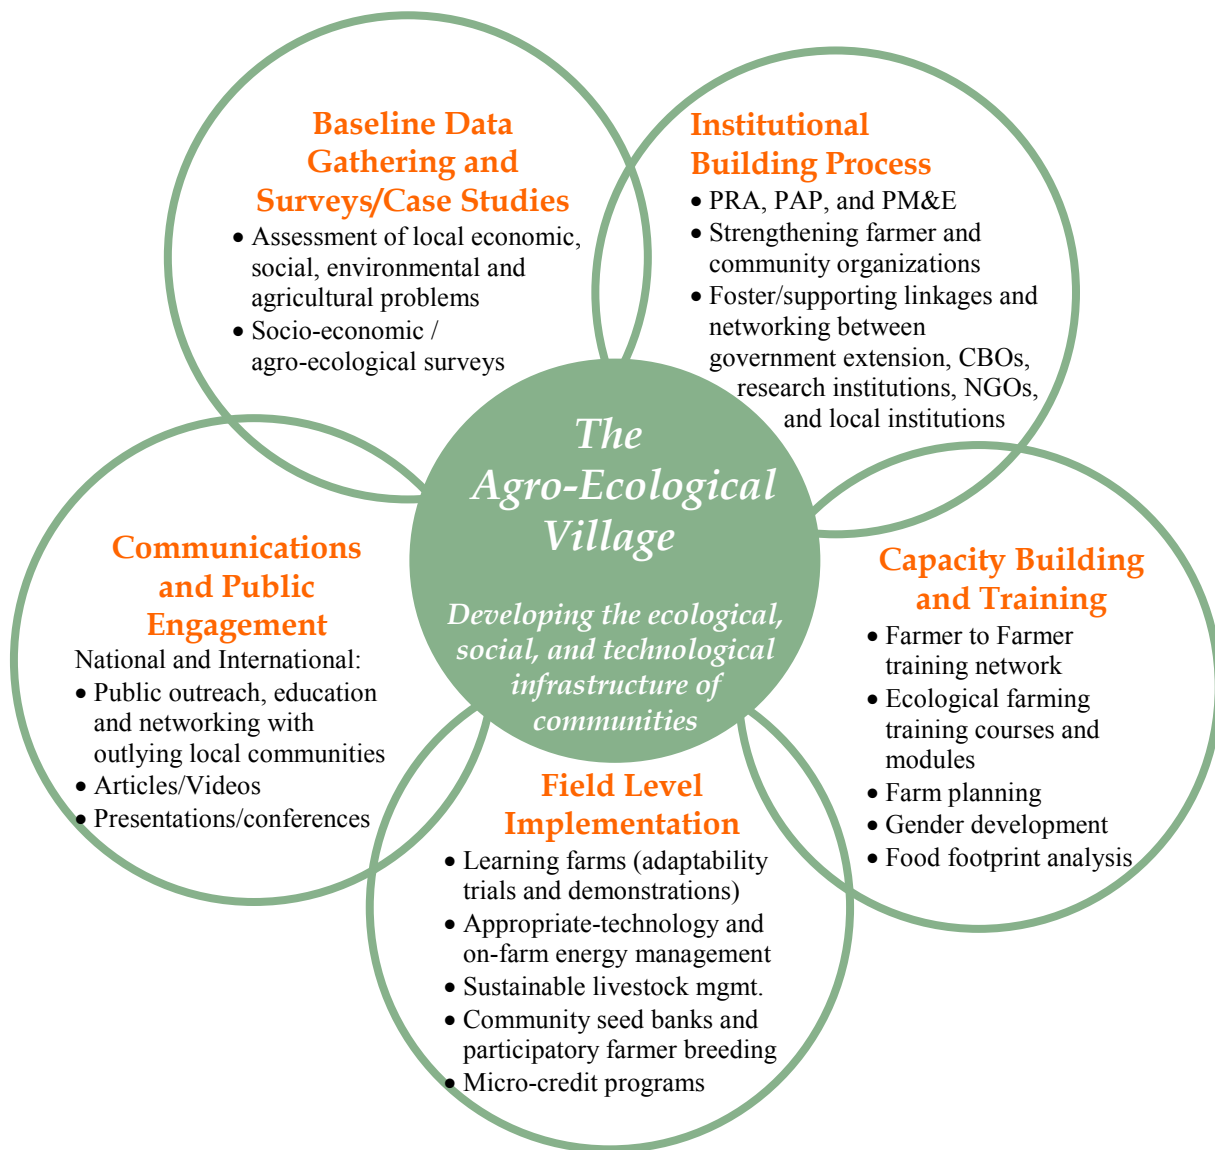 Baseline Data
Gathering and
Surveys/Case Studies
• Assessment of local economic,
social, environmental and
agricultural problems
• Socio-economic /
agro-ecological surveys
Institutional
Building Process
• PRA, PAP, and PM&E
• Strengthening farmer and
community organizations
• Foster/supporting linkages and
networking between
government extension, CBOs,
research institutions, NGOs,
and local institutions
The
Agro-Ecological
Village
Developing the ecological,
social, and technological
infrastructure of
communities
Communications
and Public
Engagement
National and International:
• Public outreach, education
and networking with
outlying local communities
• Articles/Videos
• Presentations/conferences
Capacity Building
and Training
• Farmer to Farmer
training network
• Ecological farming
training courses and
modules
• Farm planning
• Gender development
• Food footprint analysis
Field Level
Implementation
• Learning farms (adaptability
trials and demonstrations)
• Appropriate-technology and
on-farm energy management
• Sustainable livestock mgmt.
• Community seed banks and
participatory farmer breeding
• Micro-credit programs